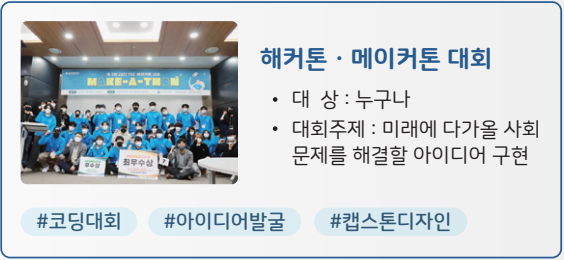 MAKE-A-THON
최우수상
해커톤 · 메이커톤 대회
• 대 상 : 누구나
• 대회주제 : 미래에 다가올 사회
문제를 해결할 아이디어 구현
#코딩대회 #아이디어발굴 #캡스톤디자인